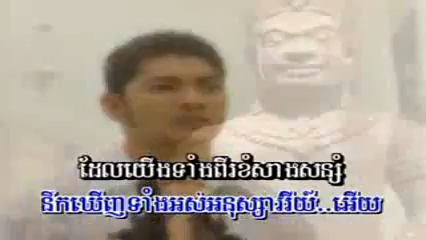 ដែលយើងទាំងពីរខំសាងសន្សំ
នឹកឃើញទាំងអស់អនុស្សាវរីយ៍..អើយ